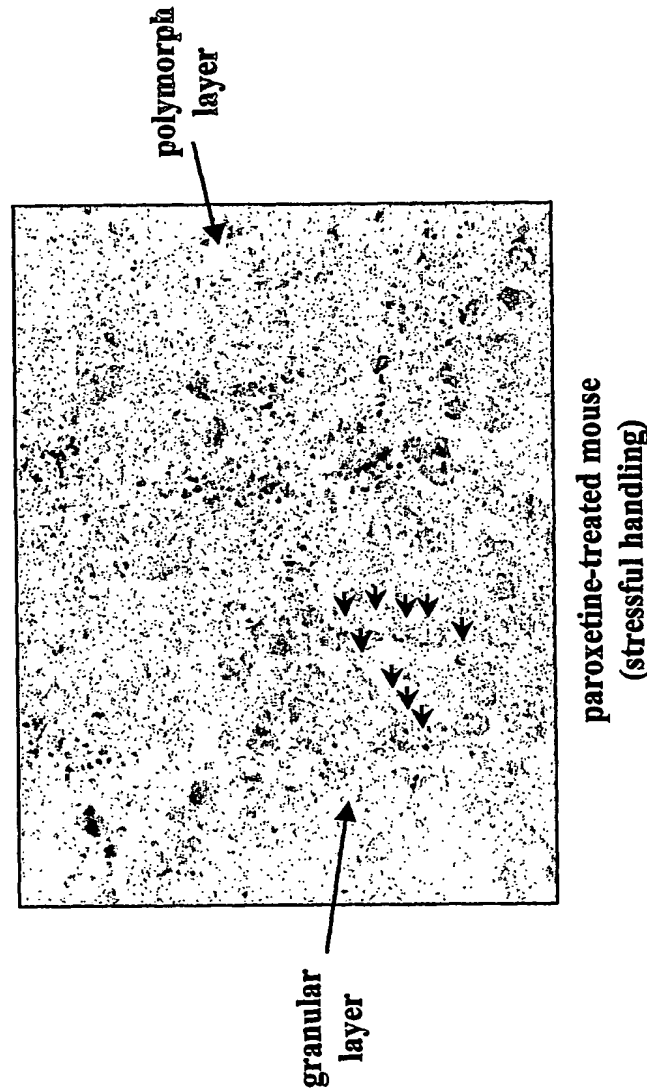 polymorph
layer
granular
layer
paroxetine-treated mouse
(stressful handling)